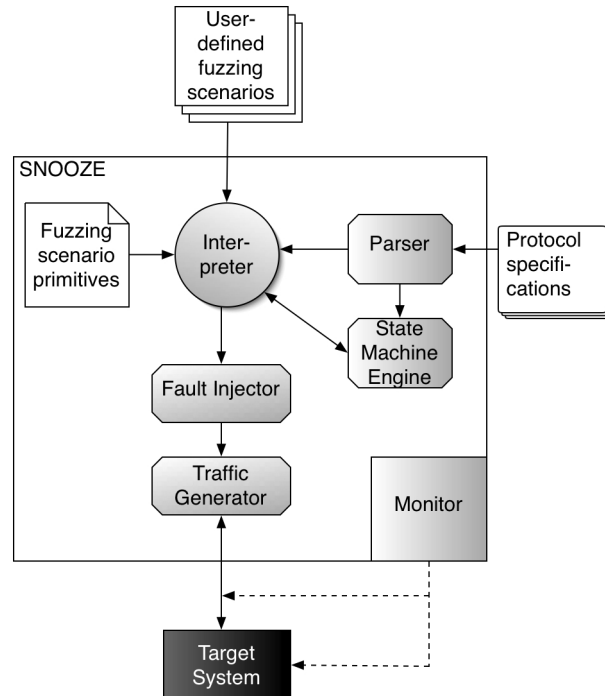 User-
defined
fuzzing
scenarios
SNOOZE
Fuzzing
scenario
primitives
Inter-
preter
Parser
Protocol
specifi-
cations
State
Machine
Engine
Fault Injector
Traffic
Generator
Monitor
Target
System